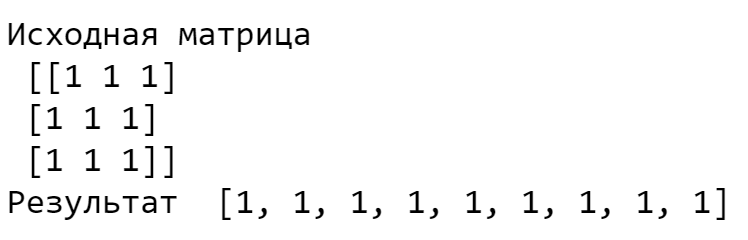 Исходная матрица
[[1 1 1]
[1 1 1]
[1 1 1]]
Результат [1, 1, 1, 1, 1, 1, 1, 1, 1]